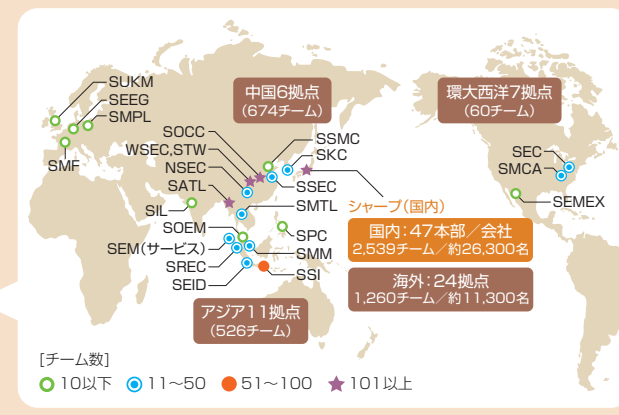 中国6拠点
（674チーム）
環大西洋7拠点
（60チーム）
SUKM
SEEG
SMPL
SMF
SOCC
WSEC,STW
NSEC
SATL
SIL
SOEM
SEM（サービス）
SREC
SEID
SSMC
SKC
SSEC
SMTL
SPC
SMM
SSI
SEC
SMCA
SEMEX
シャープ（国内）
国内：47本部／会社
2,539チーム／約26,300名
海外：24拠点
1,260チーム／約11,300名
アジア11拠点
（526チーム）
［チーム数］
10以下 11〜50 51〜100 101以上